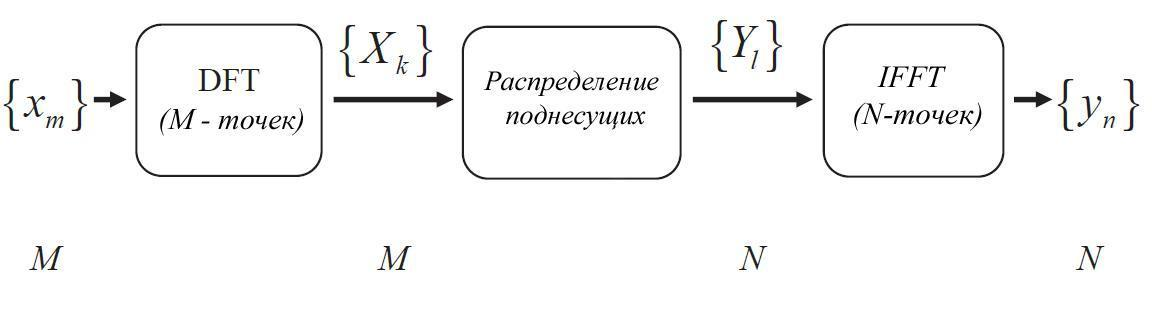 {x_m}
DFT
(M - точек)
{X_k}
Распределение
поднесущих
{Y_l}
IFFT
(N-точек)
{y_n}
M
M
N
N